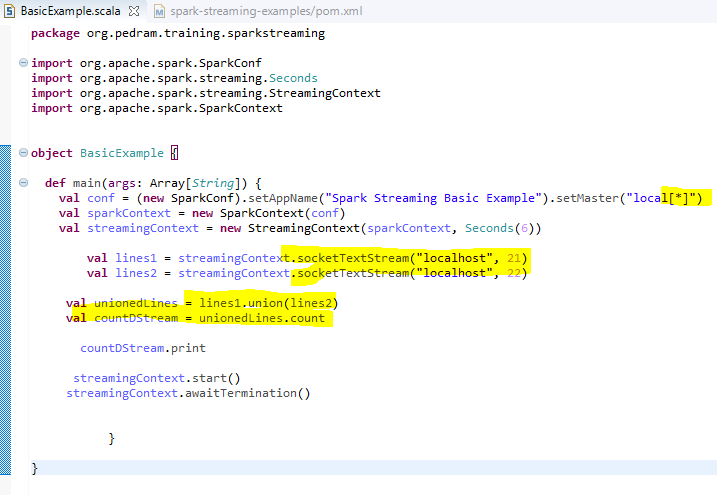 BasicExample.scala spark-streaming-examples/pom.xml
package org.pedram.training.sparkstreaming
import org.apache.spark.SparkConf
import org.apache.spark.streaming.Seconds
import org.apache.spark.streaming.StreamingContext
import org.apache.spark.SparkContext
object BasicExample {
def main(args: Array[String]) {
val conf = (new SparkConf).setAppName("Spark Streaming Basic Example").setMaster("local[*]")
val sparkContext = new SparkContext(conf)
val streamingContext = new StreamingContext(sparkContext, Seconds(6))
val lines1 = streamingContext.socketTextStream("localhost", 21)
val lines2 = streamingContext.socketTextStream("localhost", 22)
val unionedLines = lines1.union(lines2)
val countDStream = unionedLines.count
countDStream.print
streamingContext.start()
streamingContext.awaitTermination()
}
}